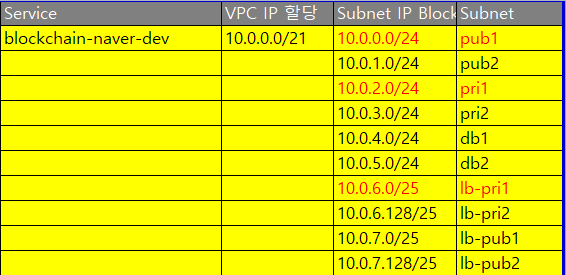 Service VPC IP 할당 Subnet IP Block Subnet
blockchain-naver-dev 10.0.0.0/21 10.0.0.0/24 pub1
10.0.1.0/24 pub2
10.0.2.0/24 pri1
10.0.3.0/24 pri2
10.0.4.0/24 db1
10.0.5.0/24 db2
10.0.6.0/25 lb-pri1
10.0.6.128/25 lb-pri2
10.0.7.0/25 lb-pub1
10.0.7.128/25 lb-pub2